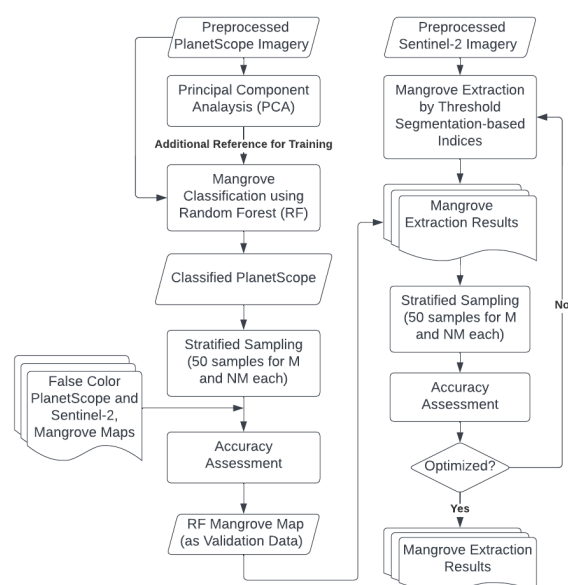 Preprocessed
PlanetScope Imagery
Principal Component
Analaysis (PCA)
Additional Reference for Training
Mangrove
Classification using
Random Forest (RF)
Classified PlanetScope
Stratified Sampling
(50 samples for M
and NM each)
False Color
PlanetScope and
Sentinel-2,
Mangrove Maps
Accuracy
Assessment
RF Mangrove Map
(as Validation Data)
Preprocessed
Sentinel-2 Imagery
Mangrove Extraction
by Threshold
Segmentation-based
Indices
Mangrove
Extraction Results
Stratified Sampling
(50 samples for M
and NM each)
Accuracy
Assessment
Optimized?
No
Yes
Mangrove Extraction
Results